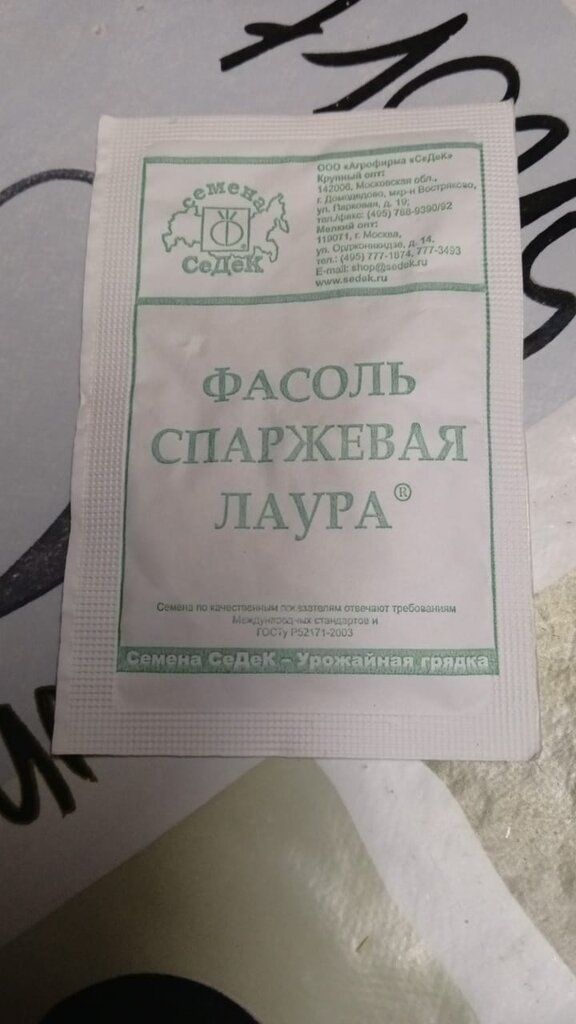 семена
СеДеК
ООО «Агрофирма «СеДеК»
Крупный опт:
142006, Московская обл.,
г. Домодедово, мкр-н Востряково,
ул. Парковая, д. 19;
тел./факс: (495) 788-9390/92
Мелкий опт:
119071, г. Москва,
ул. Орджоникидзе, д. 14.
тел.: (495) 777-1874, 777-3493
E-mail: shop@sedek.ru
www.sedek.ru
ФАСОЛЬ
СПАРЖЕВАЯ
ЛАУРА®
Семена по качественным показателям отвечают требованиям
Международных стандартов и
ГОСТу Р52171-2003
Семена СеДеК – Урожайная грядка